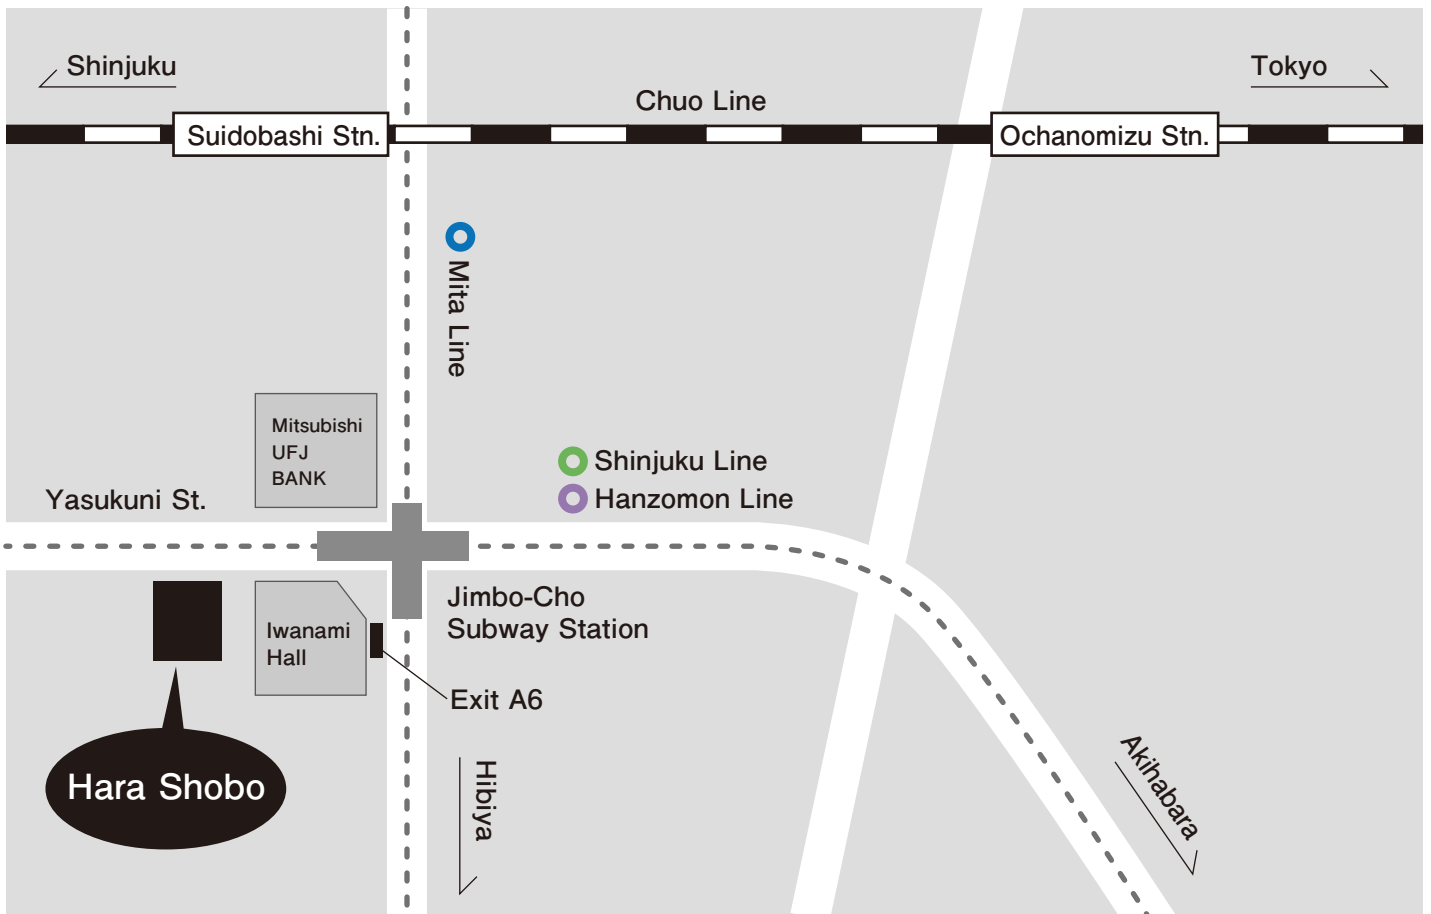 Shinjuku
Tokyo
Chuo Line
Suidobashi Stn.
Ochanomizu Stn.
Mita Line
Mitsubishi
UFJ
BANK
Shinjuku Line
Hanzomon Line
Yasukuni St.
Jimbo-Cho
Subway Station
Iwanami
Hall
Exit A6
Hara Shobo
Hibiya
Akihabara